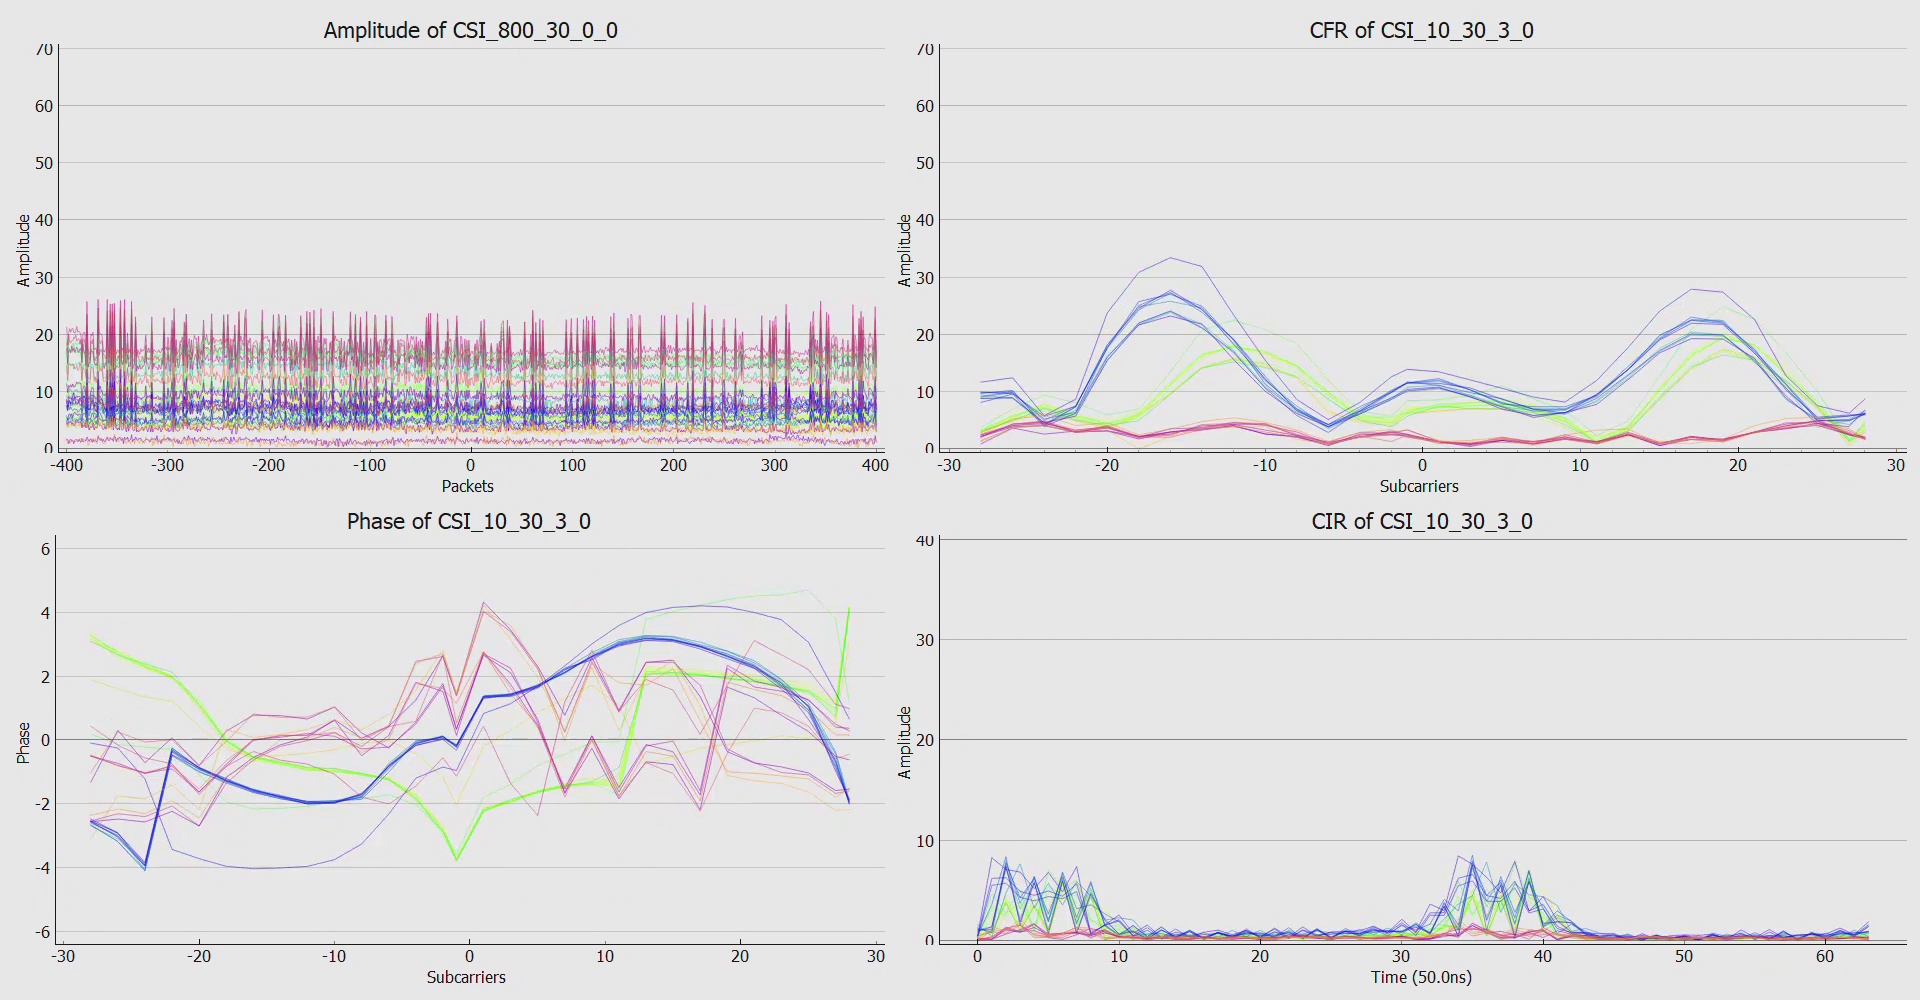 Amplitude of CSI_800_30_0_0
70
60
50
40
30
20
10
0
Amplitude
-400 -300 -200 -100 0 100 200 300 400
Packets
CFR of CSI_10_30_3_0
70
60
50
40
30
20
10
0
Amplitude
-30 -20 -10 0 10 20 30
Subcarriers
Phase of CSI_10_30_3_0
6
4
2
0
-2
-4
-6
Phase
-30 -20 -10 0 10 20 30
Subcarriers
CIR of CSI_10_30_3_0
40
30
20
10
0
Amplitude
0 10 20 30 40 50 60
Time (50.0ns)